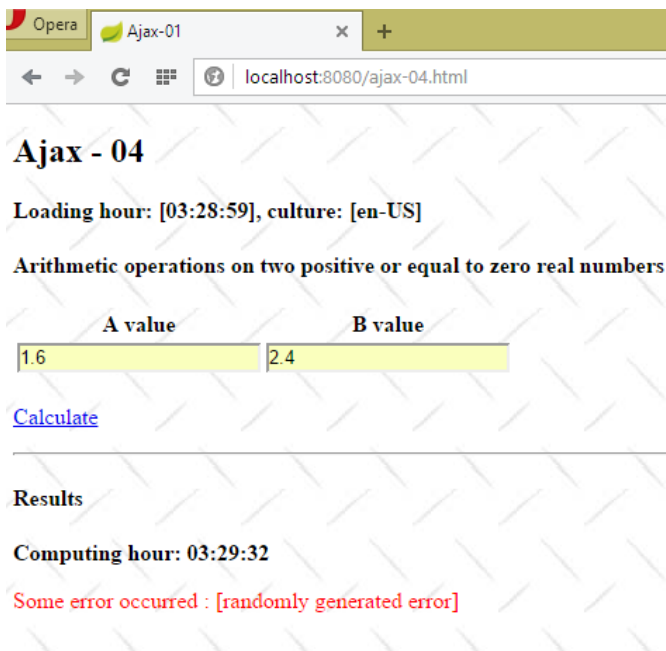 Opera
Ajax-01
localhost:8080/ajax-04.html
Ajax - 04
Loading hour: [03:28:59], culture: [en-US]
Arithmetic operations on two positive or equal to zero real numbers
A value B value
1.6 2.4
Calculate
Results
Computing hour: 03:29:32
Some error occurred : [randomly generated error]